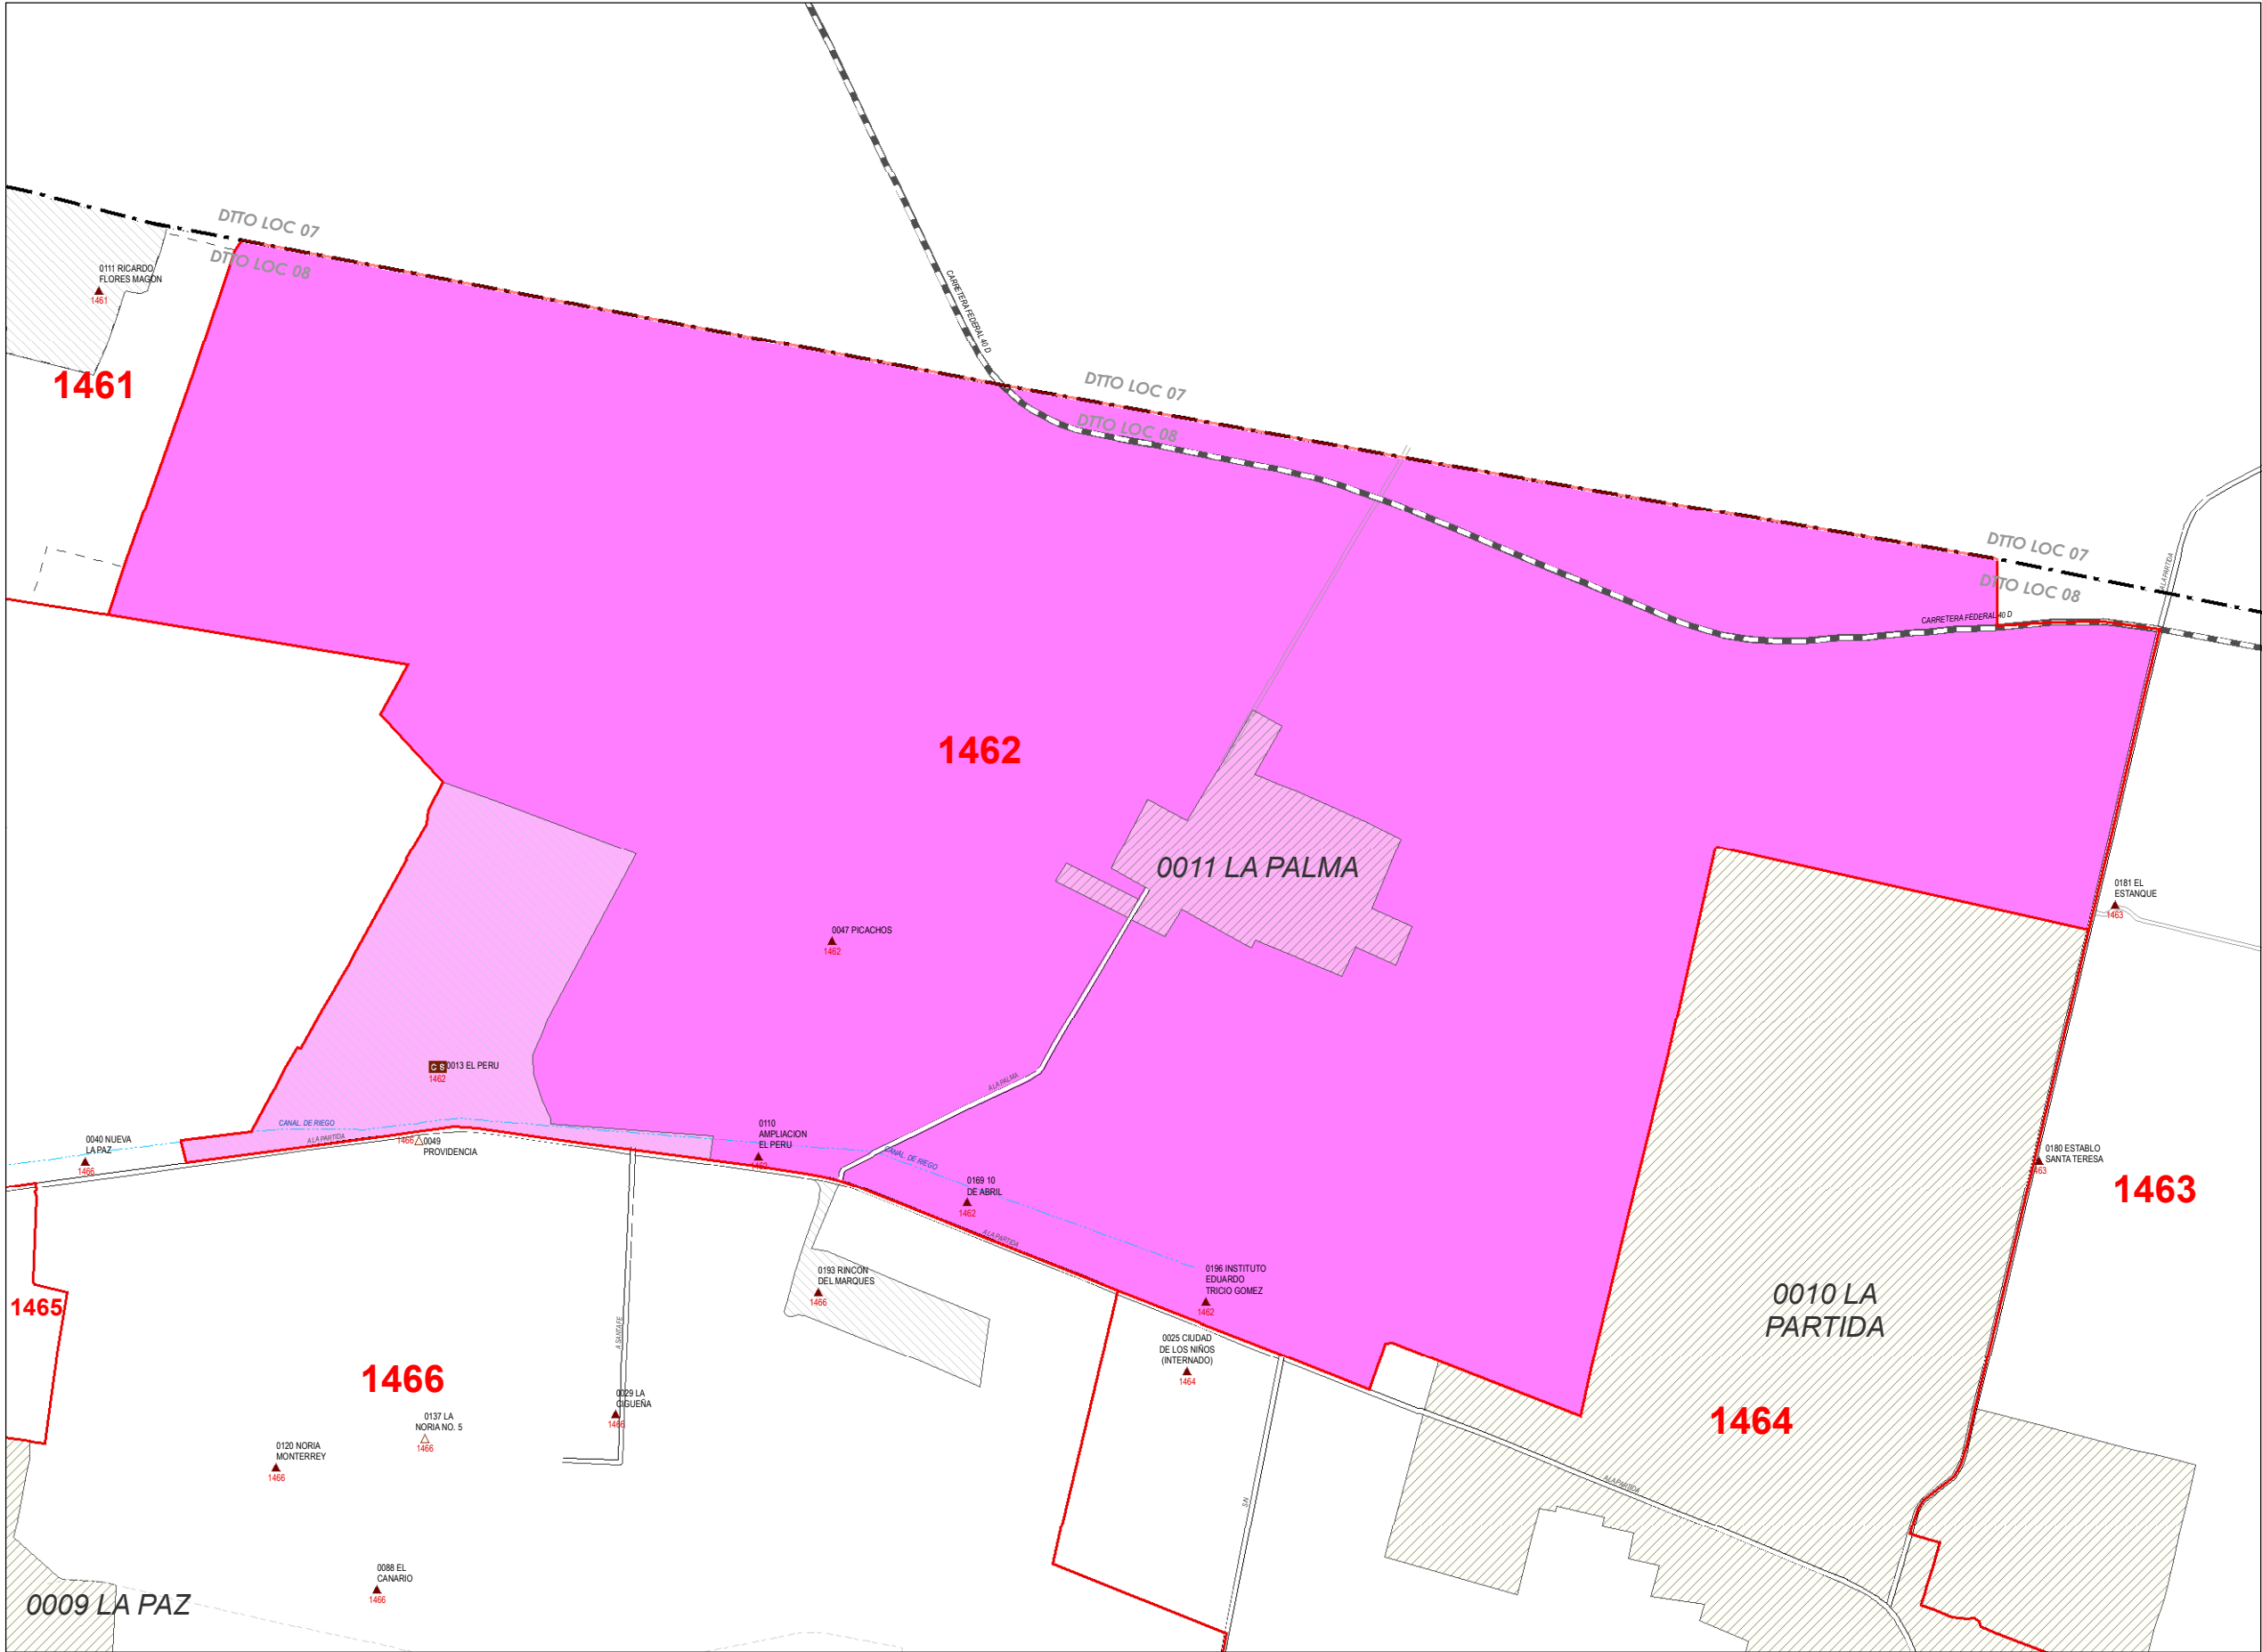 DTTO LOC 07
DTTO LOC 08
0111 RICARDO
FLORES MAGON
1461
1461
CARRETERA FEDERAL 40 D
DTTO LOC 07
DTTO LOC 08
DTTO LOC 07
DTTO LOC 08
A LA PARTIDA
CARRETERA FEDERAL 40 D
1462
0011 LA PALMA
0181 EL
ESTANQUE
1463
0047 PICACHOS
1462
C S
0013 EL PERU
1462
A LA PALMA
CANAL. DE RIEGO
A LA PARTIDA
0040 NUEVA
LA PAZ
1466
1466
0049
PROVIDENCIA
0110
AMPLIACION
EL PERU
1462
CANAL. DE RIEGO
0180 ESTABLO
SANTA TERESA
1463
1463
0169 10
DE ABRIL
1462
A LA PARTIDA
0193 RINCON
DEL MARQUES
1466
0196 INSTITUTO
EDUARDO
TRICIO GOMEZ
1462
1465
A SANTA FE
0025 CIUDAD
DE LOS NIÑOS
(INTERNADO)
1464
0010 LA
PARTIDA
1466
0029 LA
CIGUEÑA
1466
1464
0137 LA
NORIA NO. 5
1466
0120 NORIA
MONTERREY
1466
A LA PARTIDA
S/N
0088 EL
CANARIO
1466
0009 LA PAZ